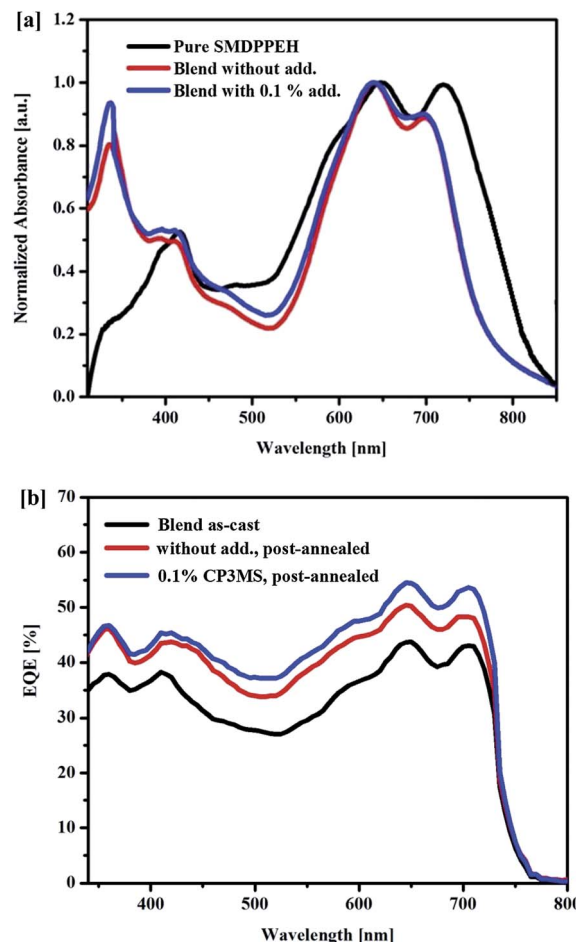 [a]
1.2
1.0
0.8
0.6
0.4
0.2
0.0
Normalized Absorbance [a.u.]
Pure SMDPPEH
Blend without add.
Blend with 0.1 % add.
400 500 600 700 800
Wavelength [nm]
[b]
70
60
50
40
30
20
10
0
EQE [%]
Blend as-cast
without add., post-annealed
0.1% CP3MS, post-annealed
400 500 600 700 800
Wavelength [nm]